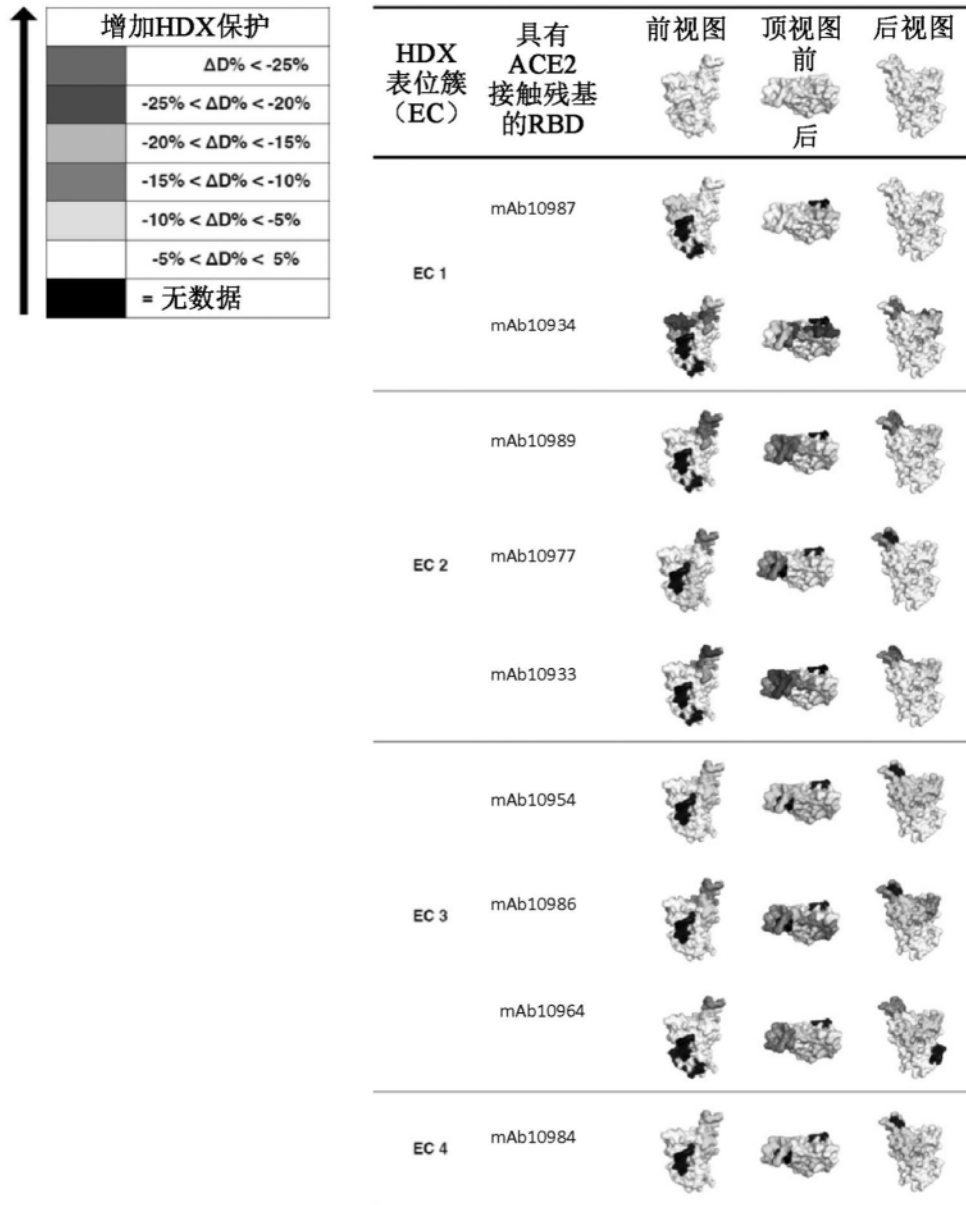 增加HDX保护
ΔD% < -25%
-25% < ΔD% < -20%
-20% < ΔD% < -15%
-15% < ΔD% < -10%
-10% < ΔD% < -5%
-5% < ΔD% < 5%
= 无数据
HDX
表位簇
（EC）
具有
ACE2
接触残基
的RBD
前视图
顶视图
前
后
后视图
EC 1
mAb10987
mAb10934
EC 2
mAb10989
mAb10977
mAb10933
EC 3
mAb10954
mAb10986
mAb10964
EC 4
mAb10984